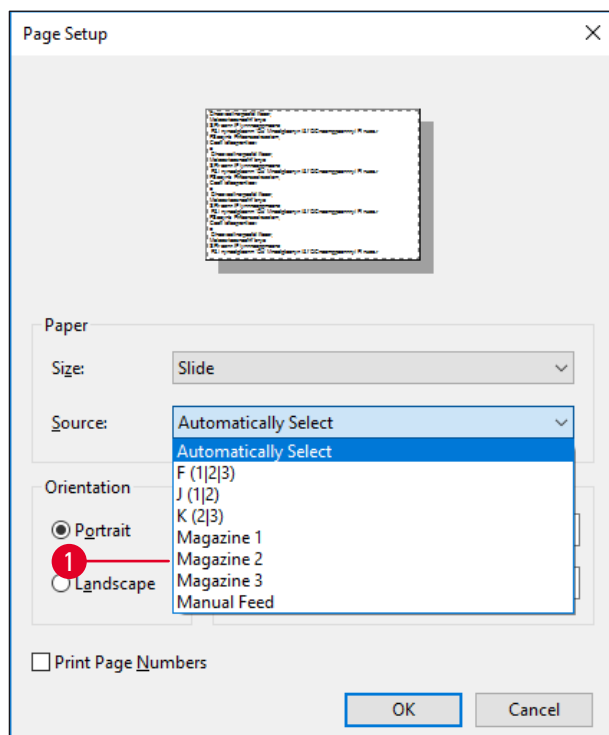 Page Setup
Paper
Size: Slide
Source: Automatically Select
Automatically Select
F (1|2|3)
J (1|2)
K (2|3)
Orientation
Magazine 1
Portrait
Magazine 2
1
Magazine 3
Landscape
Manual Feed
Print Page Numbers
OK Cancel